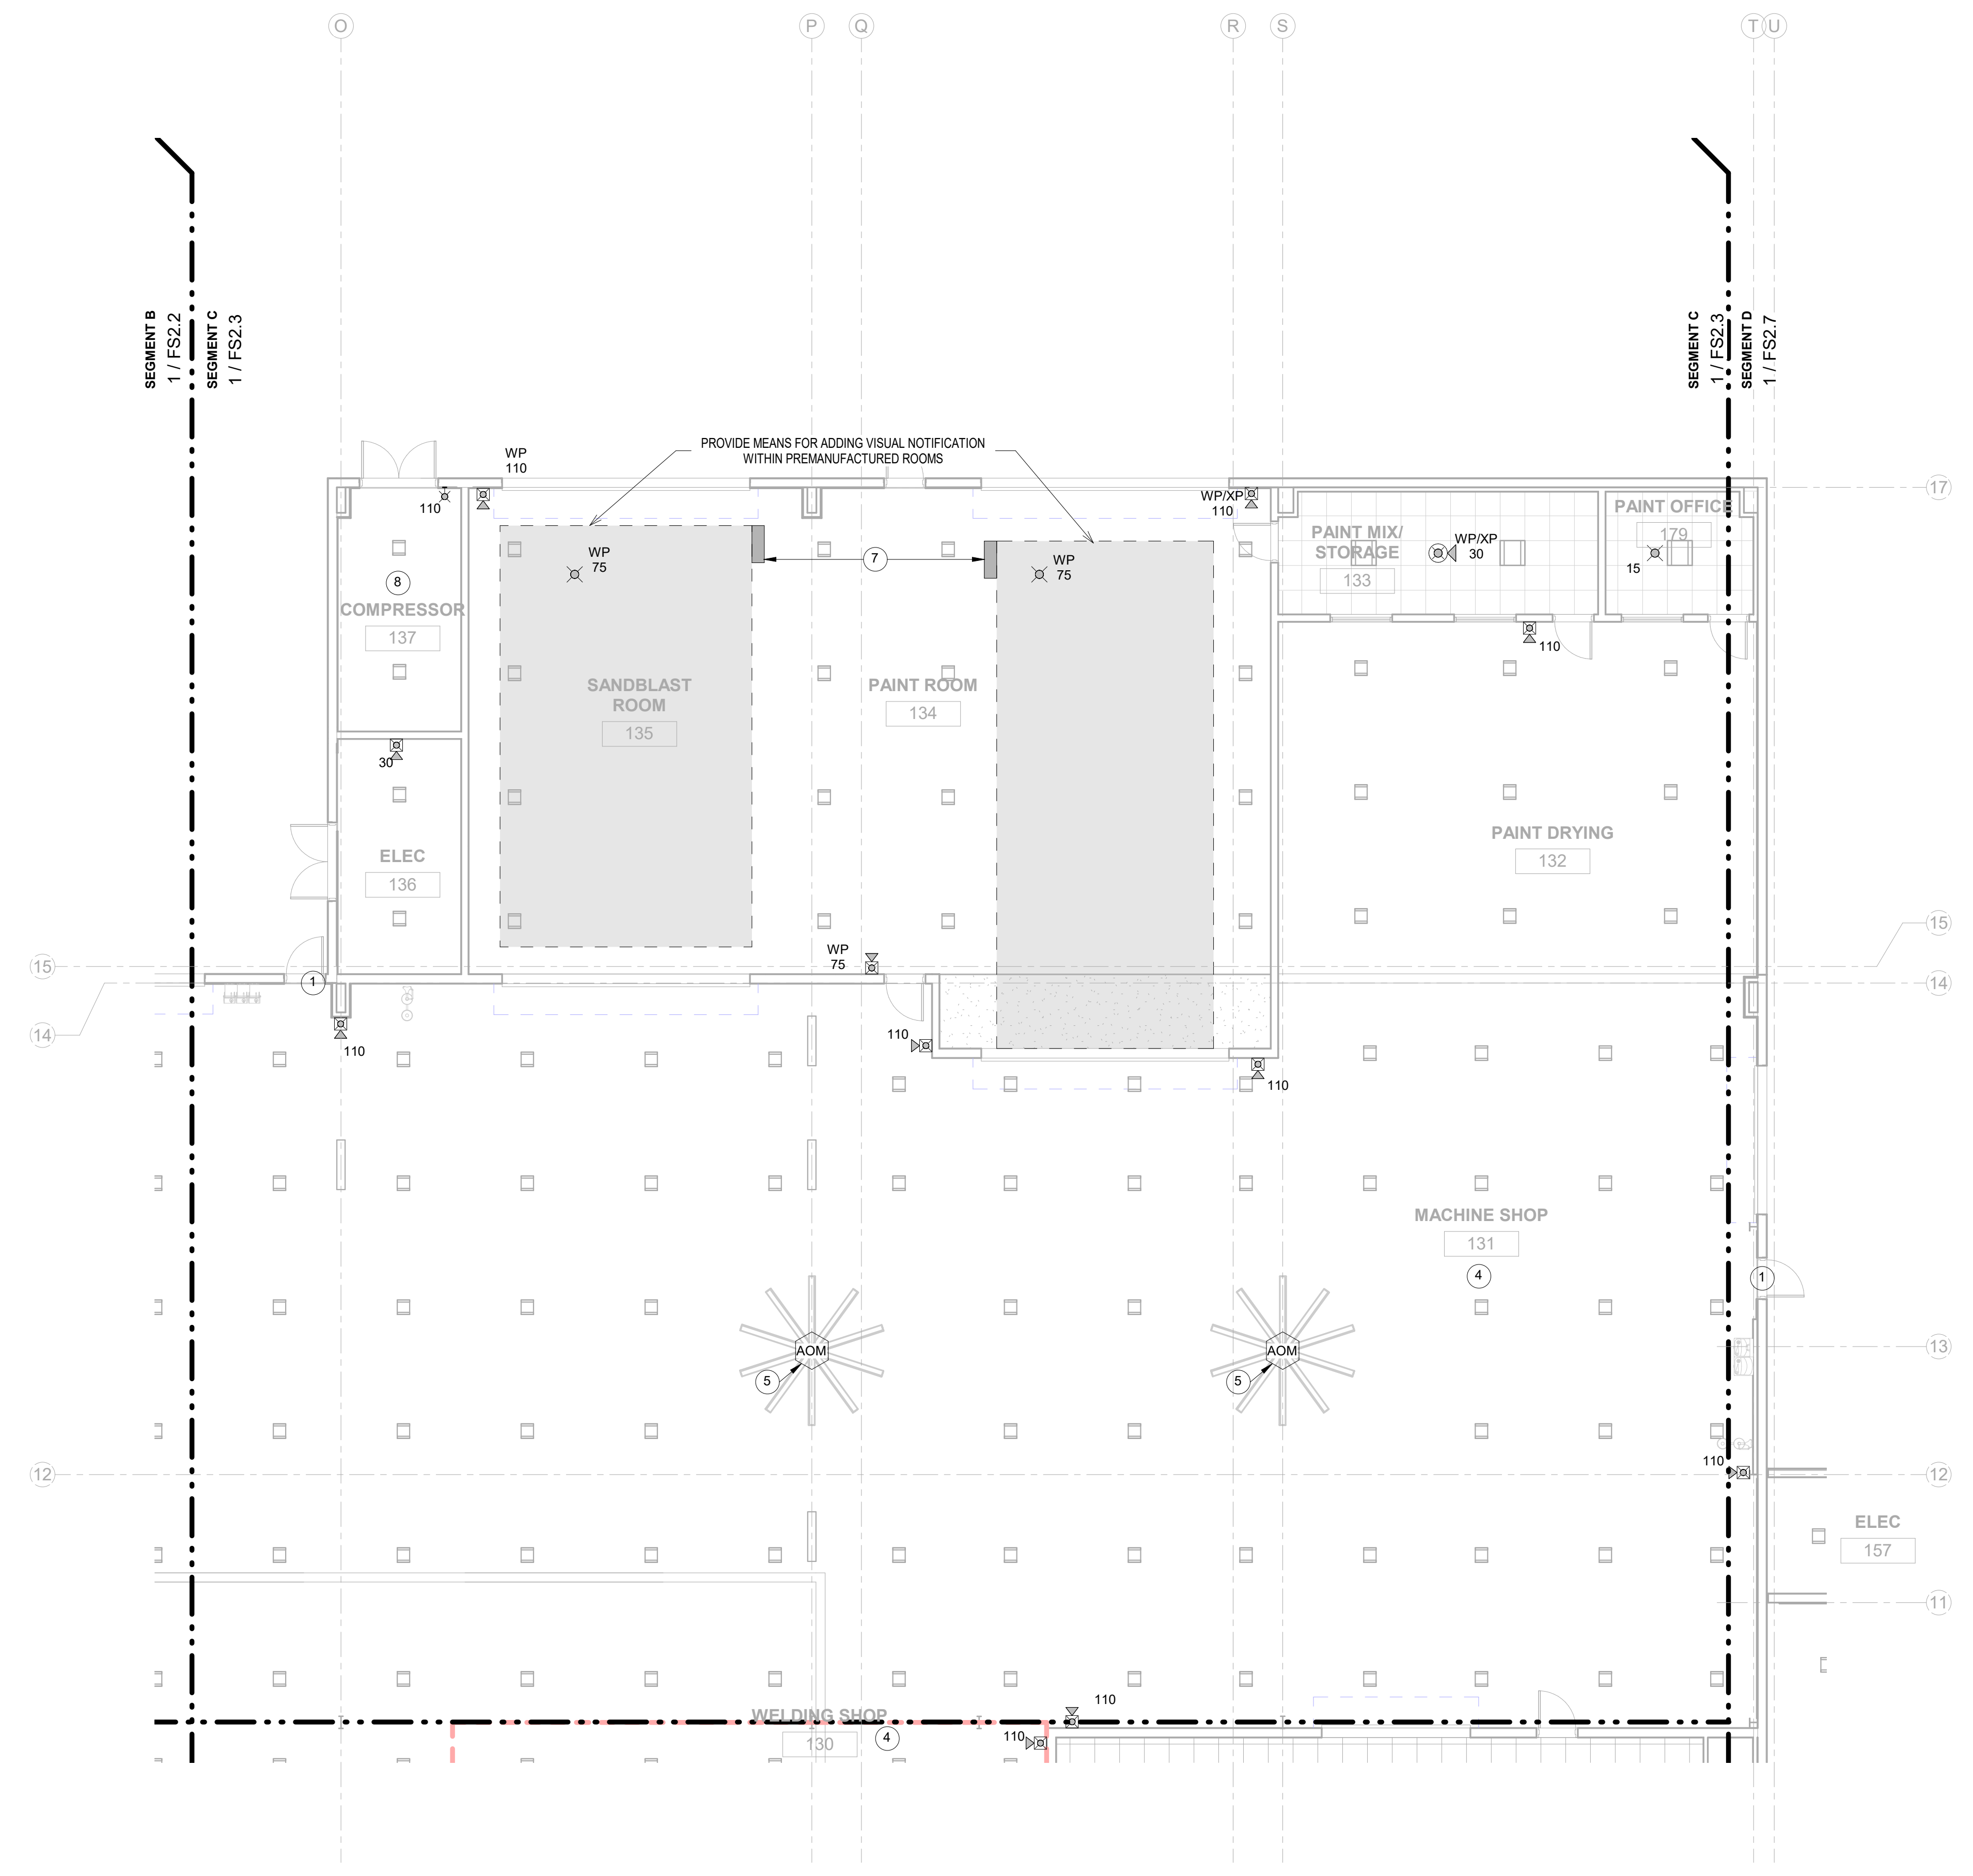 O
P
Q
R
S
T
U
SEGMENT B
1 / FS2.2
SEGMENT C
1 / FS2.3
SEGMENT C
1 / FS2.3
SEGMENT D
1 / FS2.7
PROVIDE MEANS FOR ADDING VISUAL NOTIFICATION
WITHIN PREMANUFACTURED ROOMS
WP
110
110
WP/XP
110
17
PAINT OFFICE
179
PAINT MIX/
STORAGE
133
WP/XP
30
15
WP
75
7
WP
75
8
COMPRESSOR
137
110
SANDBLAST
ROOM
135
PAINT ROOM
134
30
PAINT DRYING
132
ELEC
136
15
WP
75
15
1
14
14
110
110
110
MACHINE SHOP
131
4
1
AOM
5
AOM
5
13
110
12
12
ELEC
157
11
110
WELDING SHOP
130
4
110